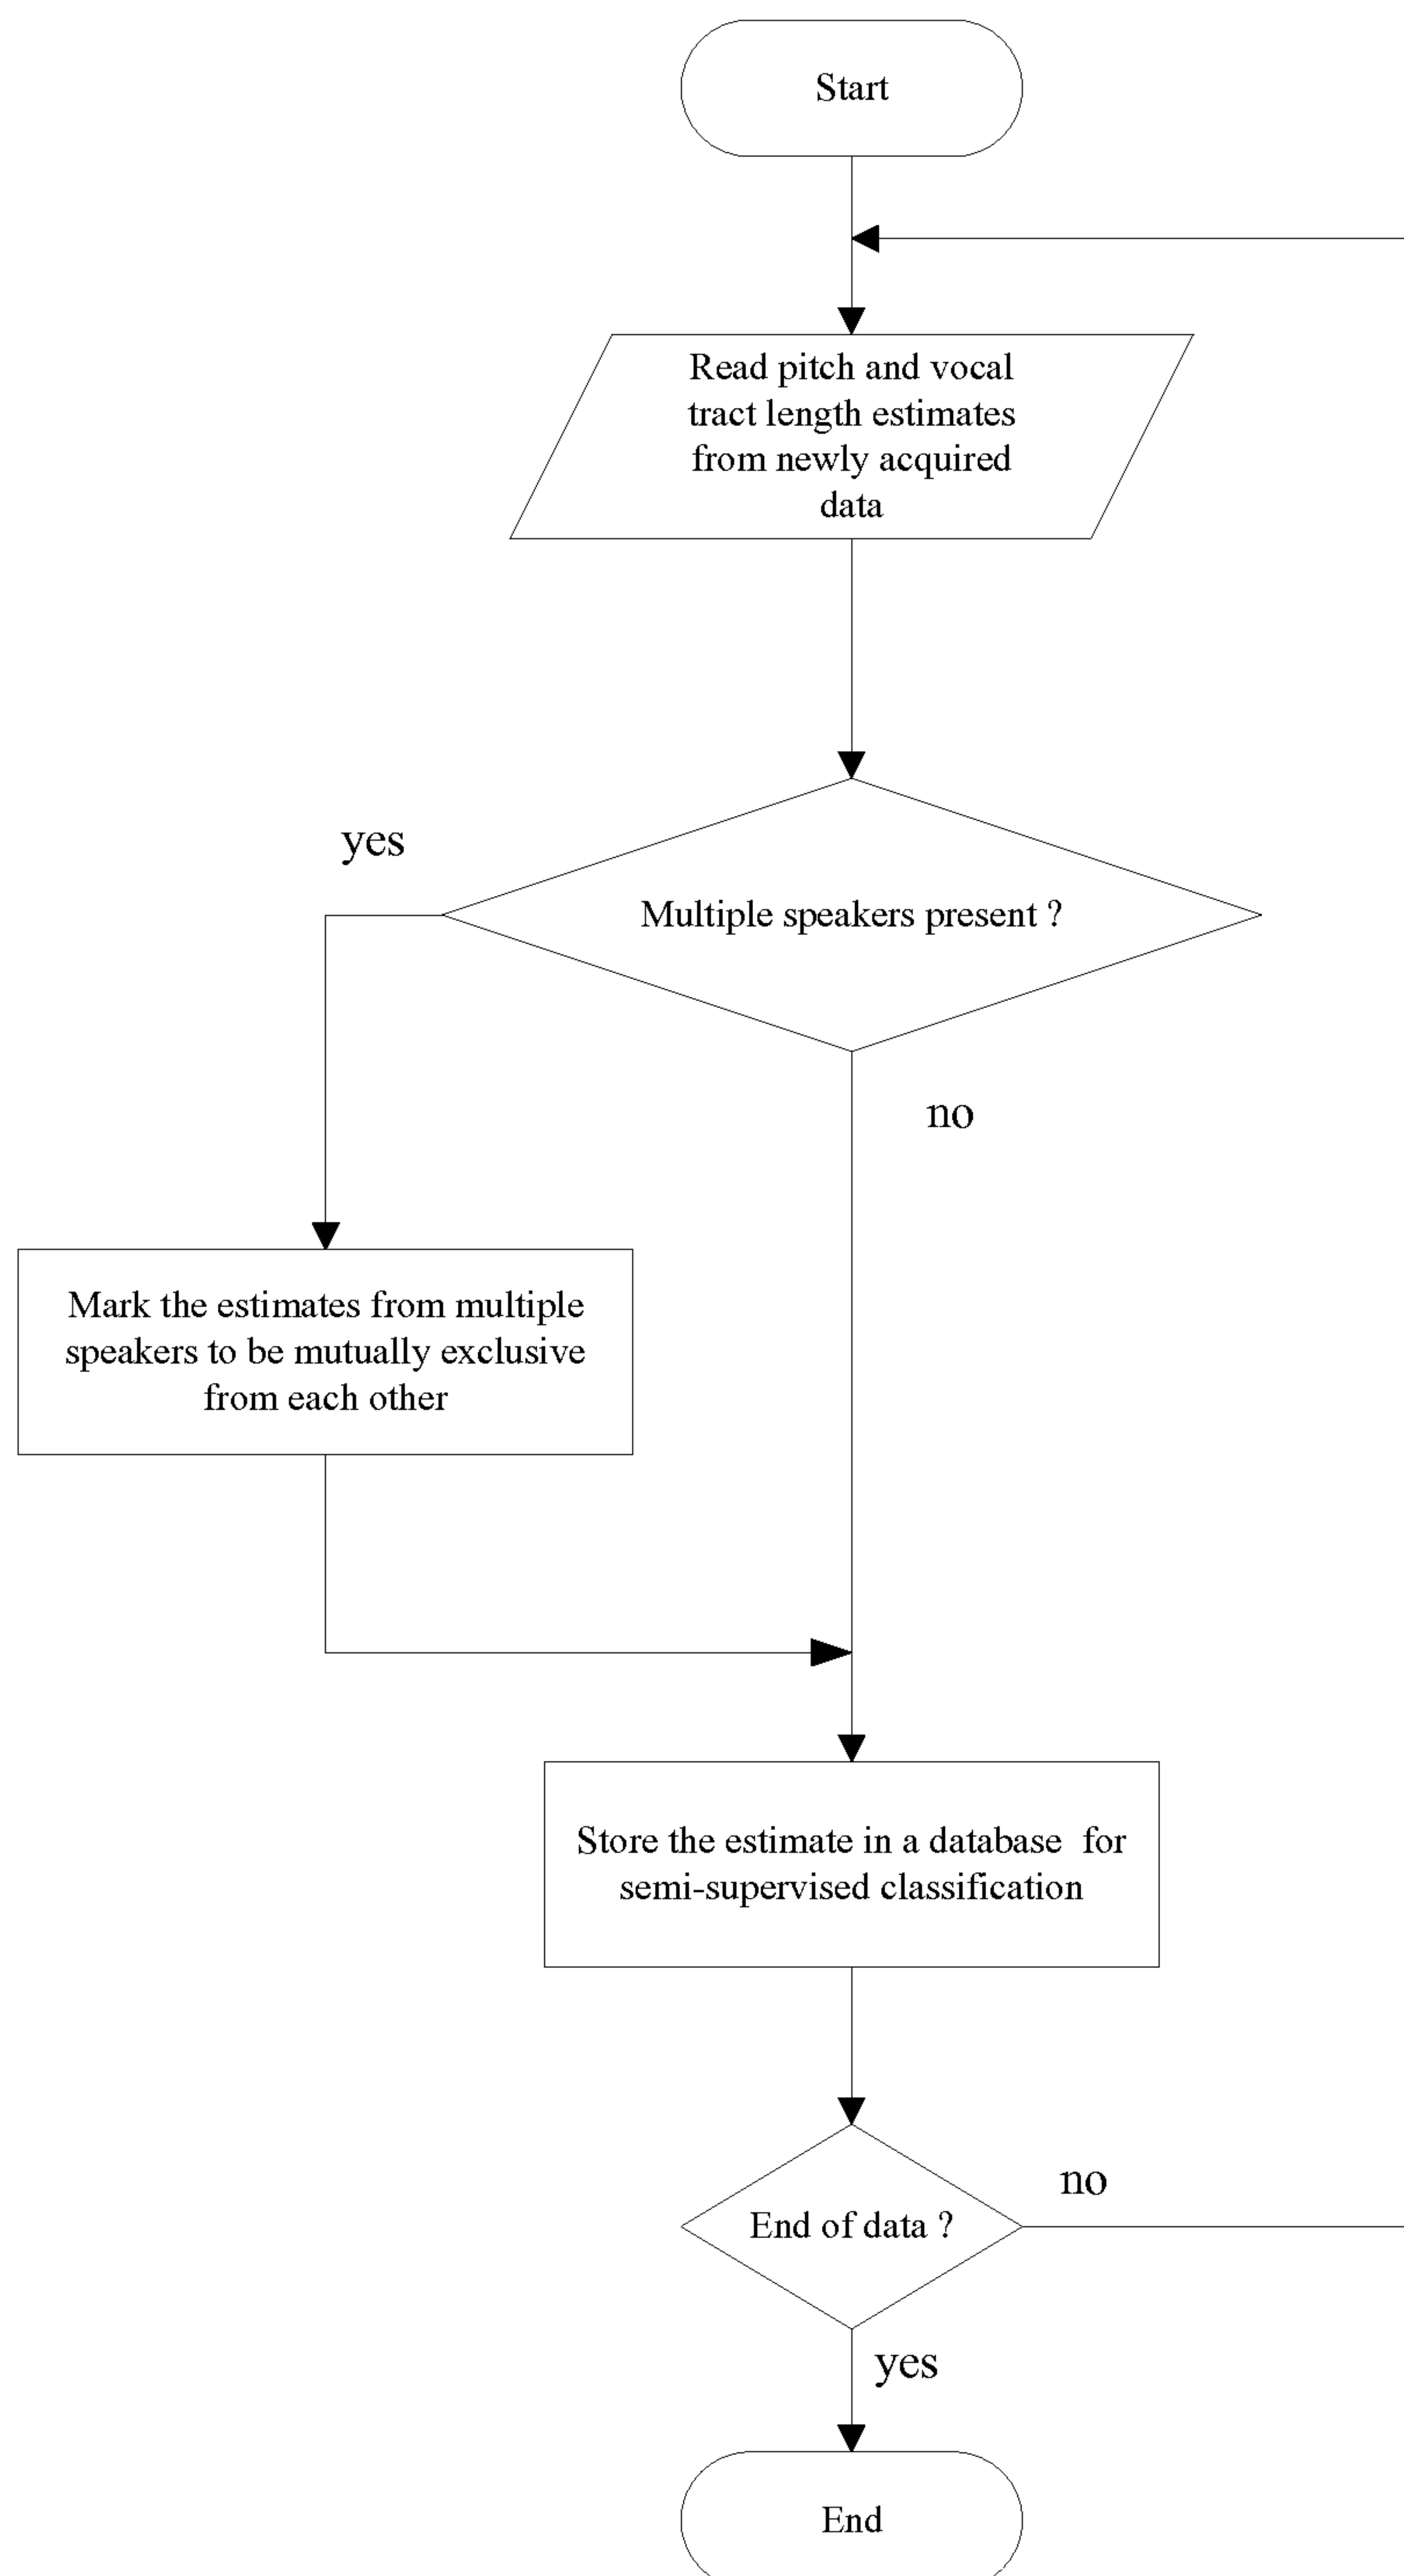 Start
Read pitch and vocal
tract length estimates
from newly acquired
data
yes
Multiple speakers present ?
no
Mark the estimates from multiple
speakers to be mutually exclusive
from each other
Store the estimate in a database  for
semi-supervised classification
no
End of data ?
yes
End